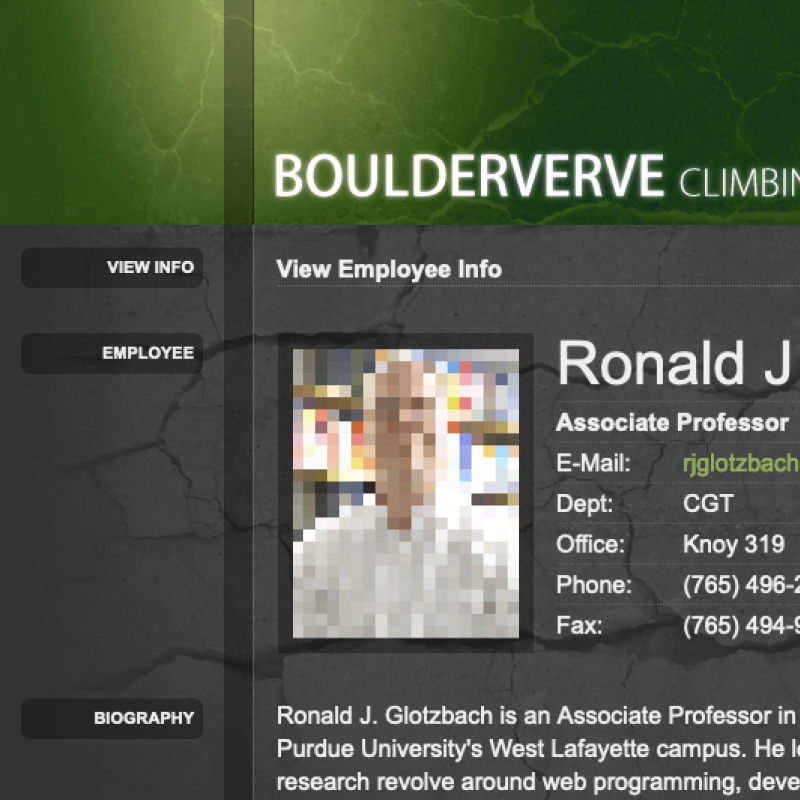 BOULDERVERVE CLIMBIN
VIEW INFO
View Employee Info
EMPLOYEE
Ronald J
Associate Professor
E-Mail: rjglotzbach
Dept: CGT
Office: Knoy 319
Phone: (765) 496-2
Fax: (765) 494-9
BIOGRAPHY
Ronald J. Glotzbach is an Associate Professor in
Purdue University's West Lafayette campus. He le
research revolve around web programming, deve